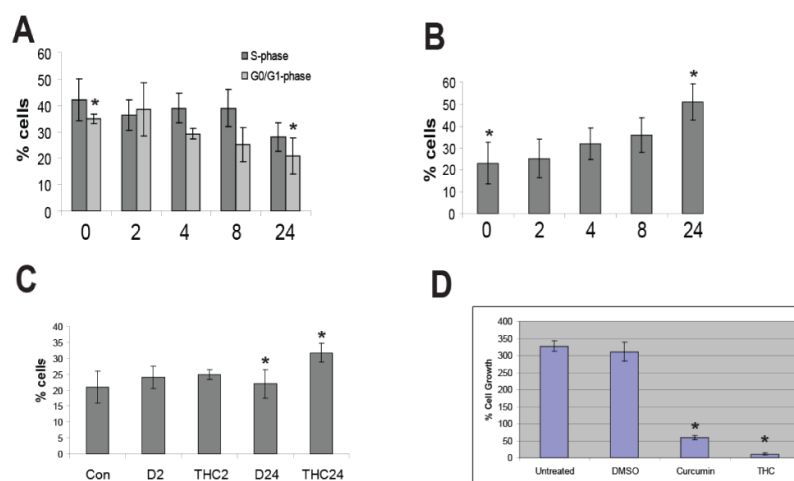 A
S-phase
G0/G1-phase
60
50
40
30
20
10
0
% cells
*
*
0 2 4 8 24
B
60
50
40
30
20
10
0
% cells
*
*
0 2 4 8 24
C
40
35
30
25
20
15
10
5
0
% cells
*
*
Con D2 THC2 D24 THC24
D
400
350
300
250
200
150
100
50
0
% Cell Growth
*
*
Untreated DMSO Curcumin THC